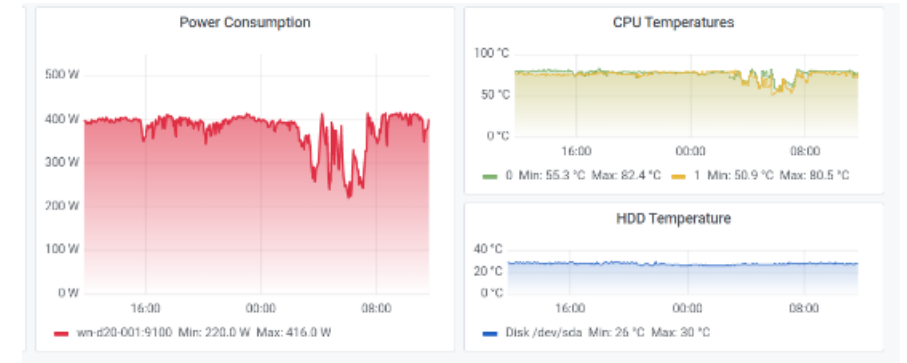 Power Consumption
500 W
400 W
300 W
200 W
100 W
0 W
16:00 00:00 08:00
wn-d20-001:9100 Min: 220.0 W Max: 416.0 W
CPU Temperatures
100 °C
50 °C
0 °C
16:00 00:00 08:00
0 Min: 55.3 °C Max: 82.4 °C 1 Min: 50.9 °C Max: 80.5 °C
HDD Temperature
40 °C
20 °C
0 °C
16:00 00:00 08:00
Disk /dev/sda Min: 26 °C Max: 30 °C